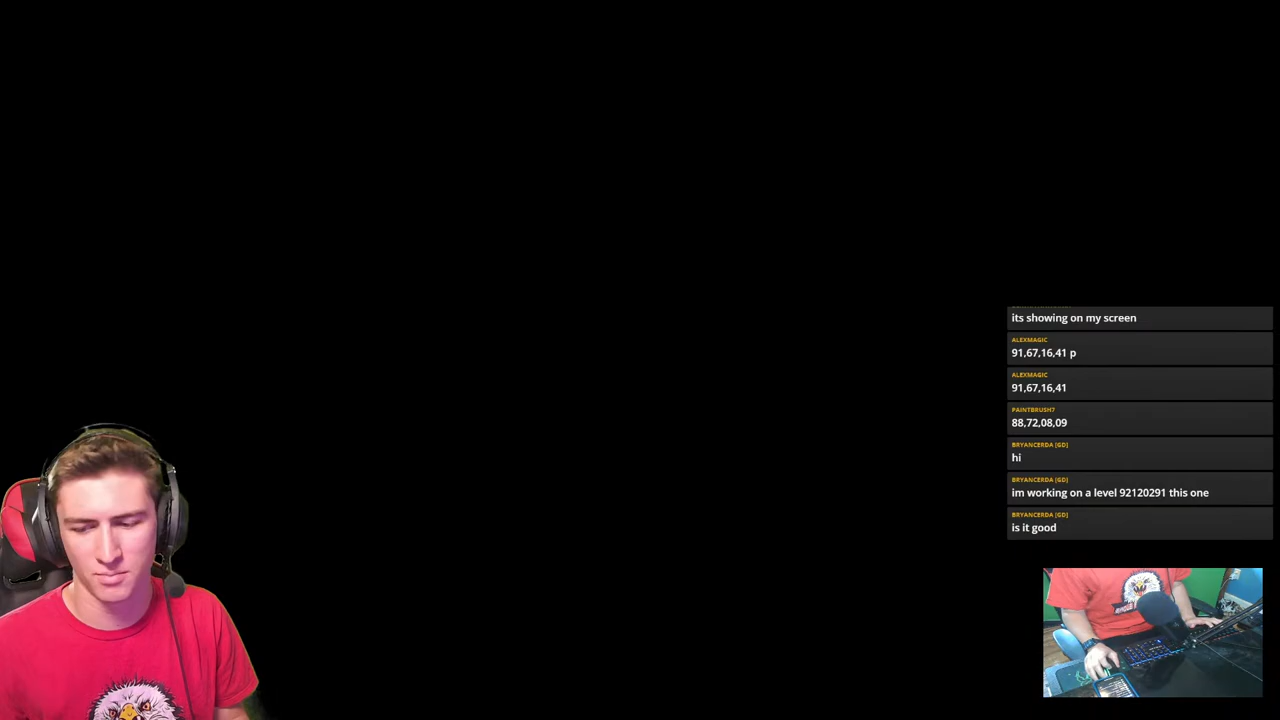 its showing on my screen
ALEXMAGIC
91,67,16,41 p
ALEXMAGIC
91,67,16,41
PAINTBRUSH7
88,72,08,09
BRYANCERDA [GD]
hi
BRYANCERDA [GD]
im working on a level 92120291 this one
BRYANCERDA [GD]
is it good